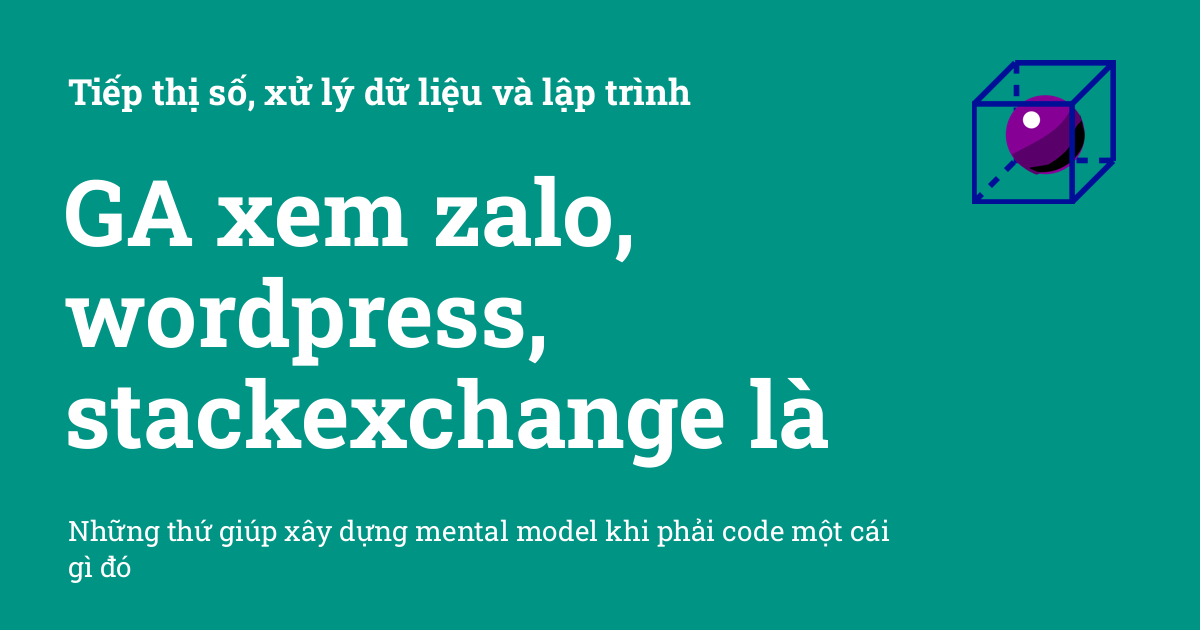 Tiếp thị số, xử lý dữ liệu và lập trình
GA xem zalo,
wordpress,
stackexchange là
Những thứ giúp xây dựng mental model khi phải code một cái
gì đó